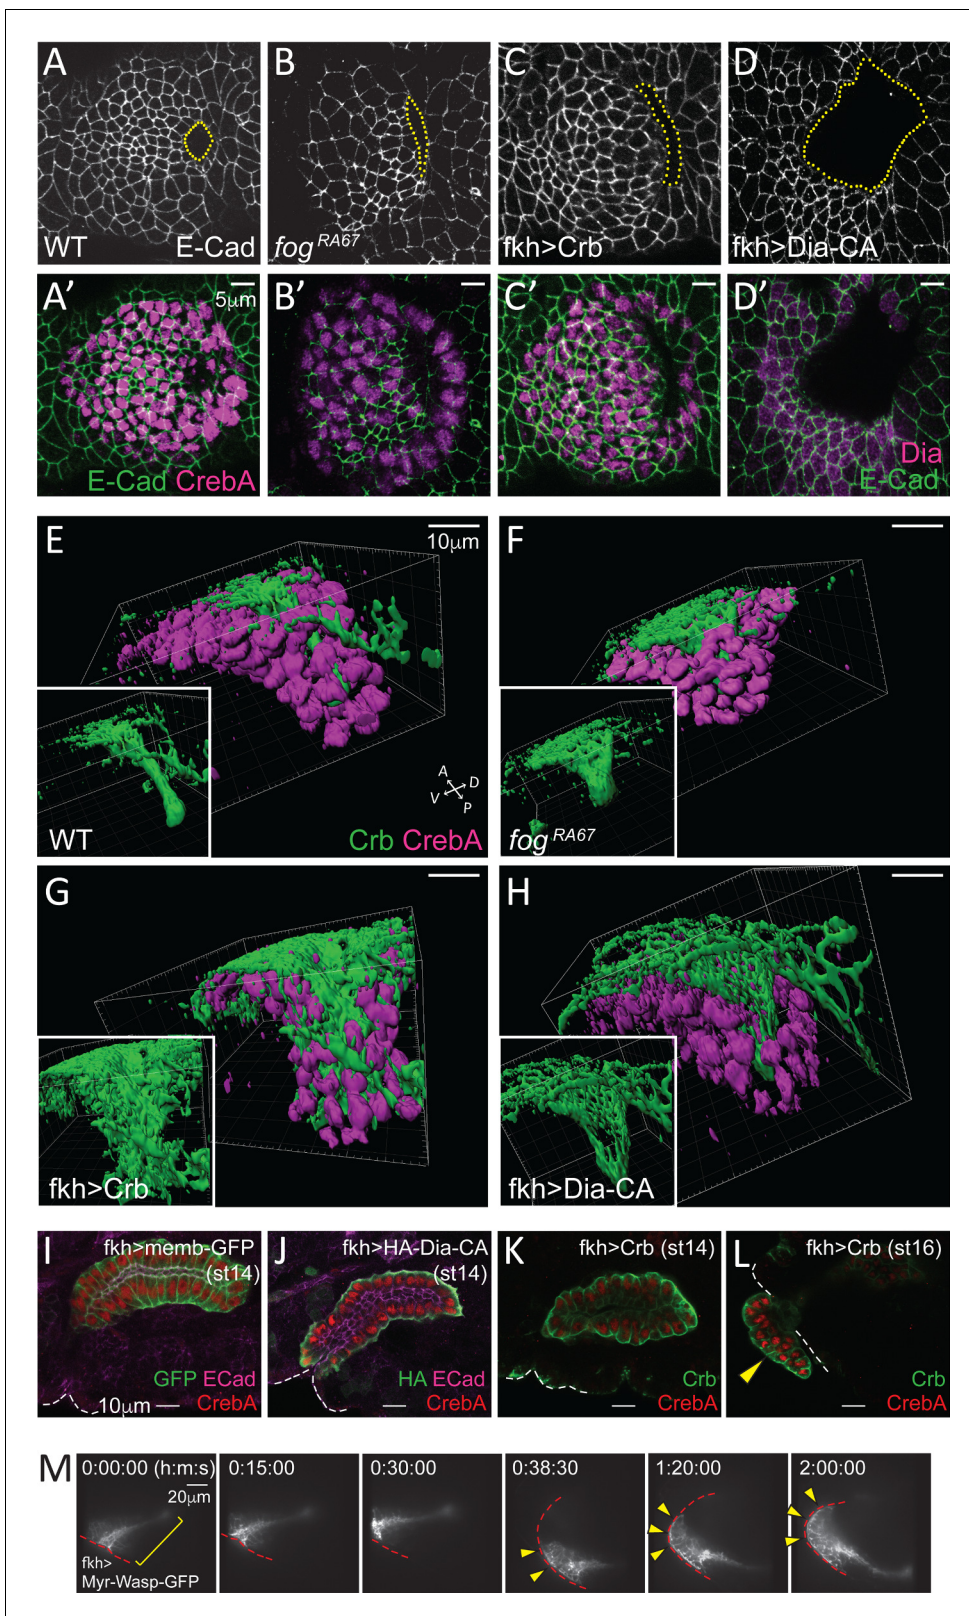 A
B
C
D
WT
E-Cad
fog RA67
fkh>Crb
fkh>Dia-CA
A'
B'
C'
D'
5μm
E-Cad CrebA
Dia
E-Cad
E
F
10μm
A
D
V
P
WT
Crb CrebA
fog RA67
G
H
fkh>Crb
fkh>Dia-CA
I
fkh>memb-GFP
(st14)
J
fkh>HA-Dia-CA
(st14)
K
fkh>Crb (st14)
L
fkh>Crb (st16)
GFP ECad
10μm
CrebA
HA ECad
CrebA
Crb
CrebA
Crb
CrebA
M
0:00:00 (h:m:s)
0:15:00
0:30:00
0:38:30
1:20:00
2:00:00
20μm
fkh>
Myr-Wasp-GFP